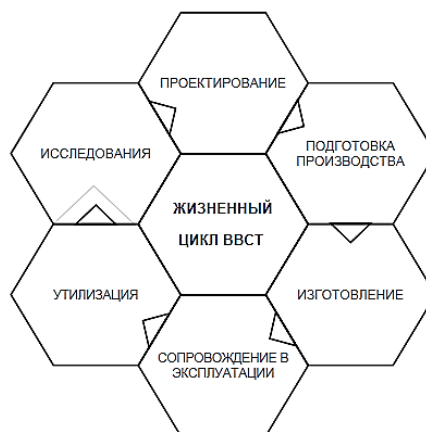 ПРОЕКТИРОВАНИЕ
ИССЛЕДОВАНИЯ
ПОДГОТОВКА
ПРОИЗВОДСТВА
ЖИЗНЕННЫЙ
ЦИКЛ ВВСТ
УТИЛИЗАЦИЯ
ИЗГОТОВЛЕНИЕ
СОПРОВОЖДЕНИЕ В
ЭКСПЛУАТАЦИИ